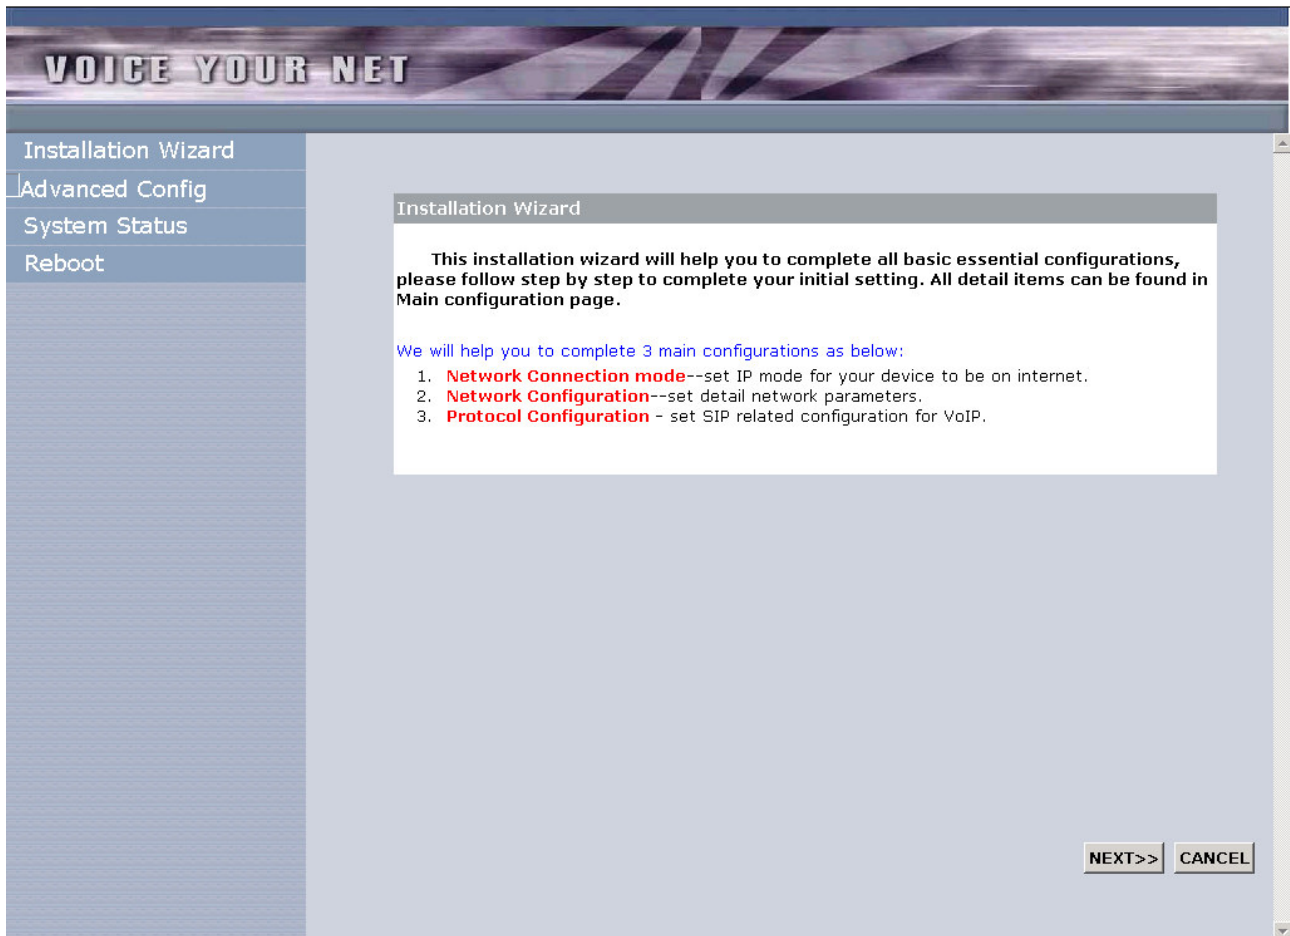 VOICE YOUR NET
Installation Wizard
Advanced Config
System Status
Reboot
Installation Wizard
This installation wizard will help you to complete all basic essential configurations,
please follow step by step to complete your initial setting. All detail items can be found in
Main configuration page.
We will help you to complete 3 main configurations as below:
1. Network Connection mode--set IP mode for your device to be on internet.
2. Network Configuration--set detail network parameters.
3. Protocol Configuration – set SIP related configuration for VoIP.
NEXT>> CANCEL